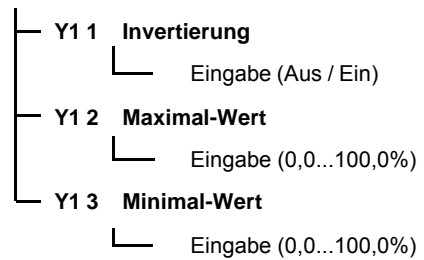 Y1 1 Invertierung
Eingabe (Aus / Ein)
Y1 2 Maximal-Wert
Eingabe (0,0...100,0%)
Y1 3 Minimal-Wert
Eingabe (0,0...100,0%)